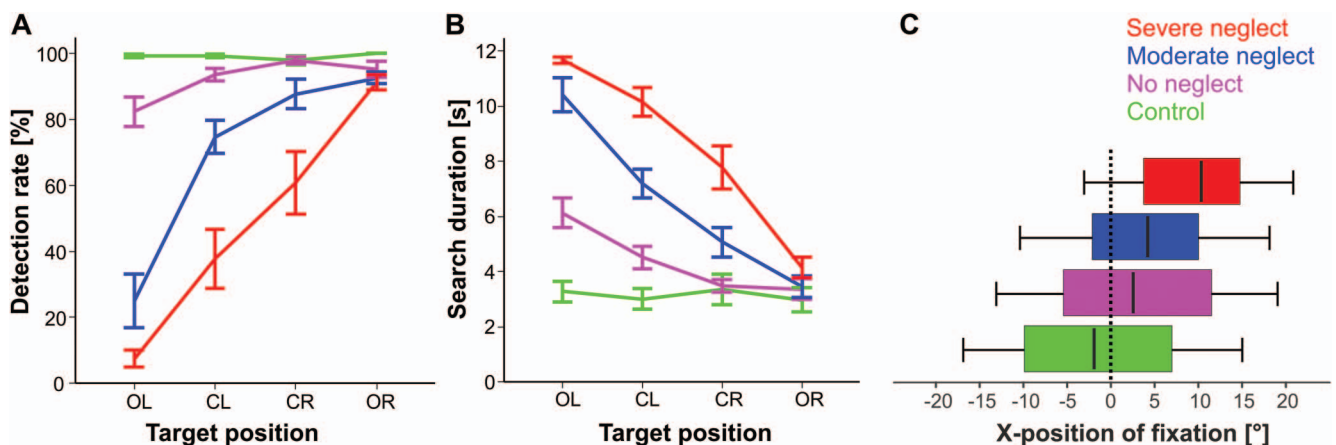 A
Detection rate [%]
100
80
60
40
20
0
OL CL CR OR
Target position
B
Search duration [s]
12
10
8
6
4
2
0
OL CL CR OR
Target position
C
Severe neglect
Moderate neglect
No neglect
Control
-20 -15 -10 -5 0 5 10 15 20
X-position of fixation [°]